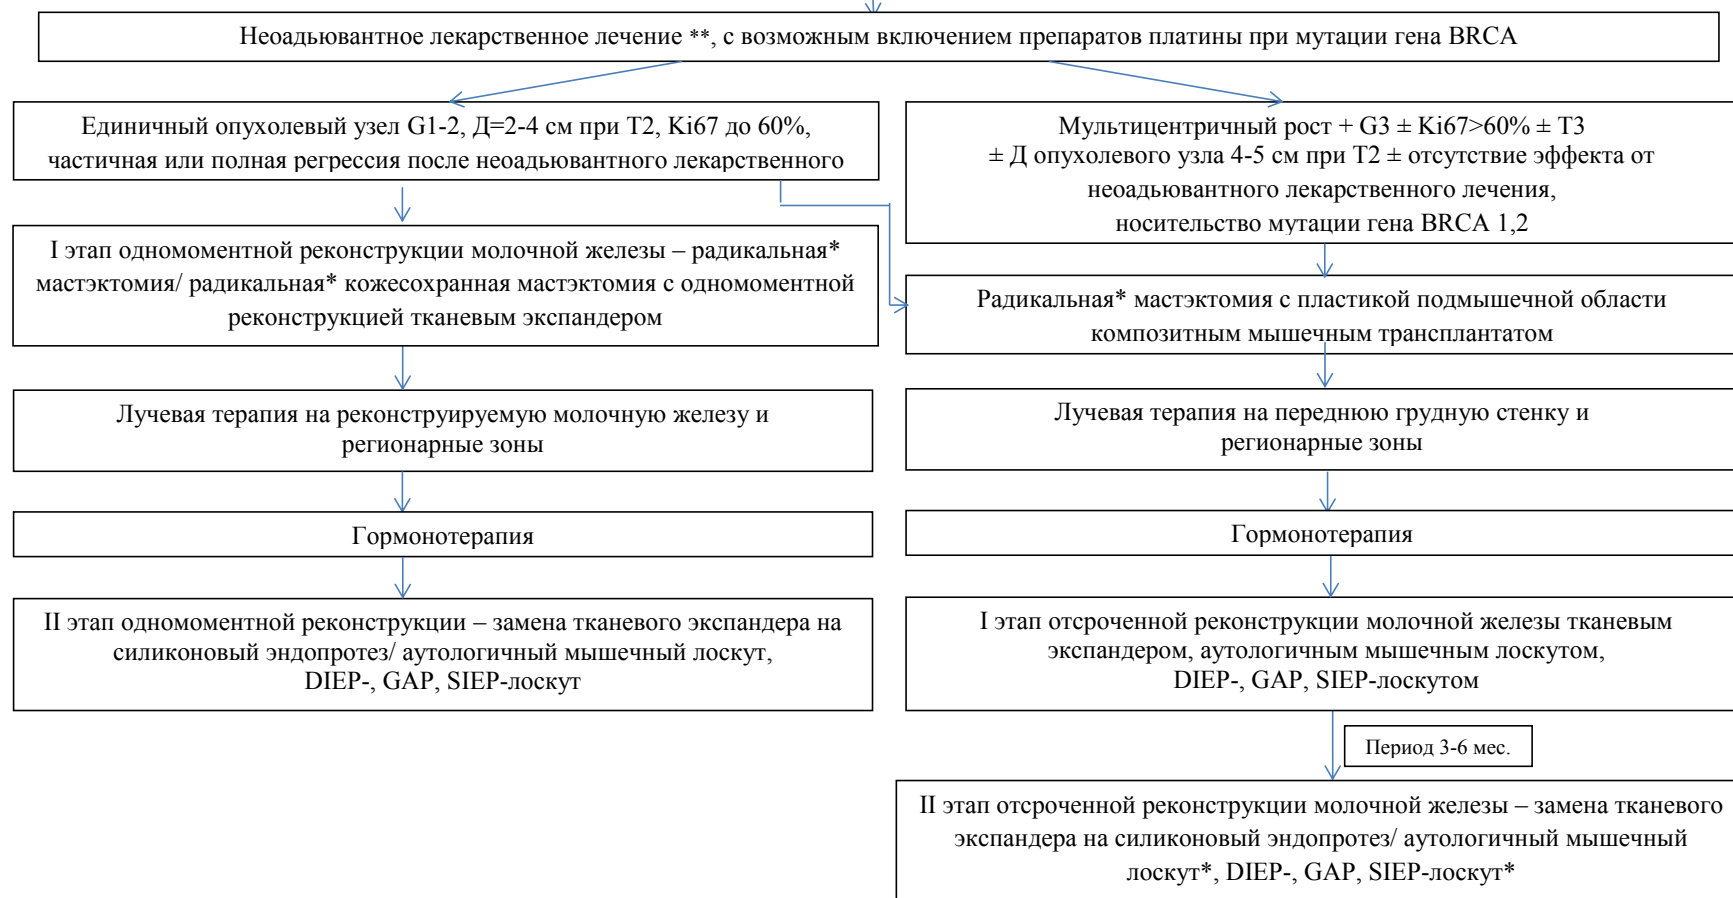 Неоадьювантное лекарственное лечение **, с возможным включением препаратов платины при мутации гена BRCA
Единичный опухолевый узел G1-2, Д=2-4 см при Т2, Ki67 до 60%,
частичная или полная регрессия после неоадьювантного лекарственного
I этап одномоментной реконструкции молочной железы – радикальная*
мастэктомия/ радикальная* кожесохранная мастэктомия с одномоментной
реконструкцией тканевым экспандером
Лучевая терапия на реконструируемую молочную железу и
регионарные зоны
Гормонотерапия
II этап одномоментной реконструкции – замена тканевого экспандера на
силиконовый эндопротез/ аутологичный мышечный лоскут,
DIEP-, GAP, SIEP-лоскут
Мультицентричный рост + G3 ± Ki67>60% ± Т3
± Д опухолевого узла 4-5 см при Т2 ± отсутствие эффекта от
неоадьювантного лекарственного лечения,
носительство мутации гена BRCA 1,2
Радикальная* мастэктомия с пластикой подмышечной области
композитным мышечным трансплантатом
Лучевая терапия на переднюю грудную стенку и
регионарные зоны
Гормонотерапия
I этап отсроченной реконструкции молочной железы тканевым
экспандером, аутологичным мышечным лоскутом,
DIEP-, GAP, SIEP-лоскутом
Период 3-6 мес.
II этап отсроченной реконструкции молочной железы – замена тканевого
экспандера на силиконовый эндопротез/ аутологичный мышечный
лоскут*, DIEP-, GAP, SIEP-лоскут*